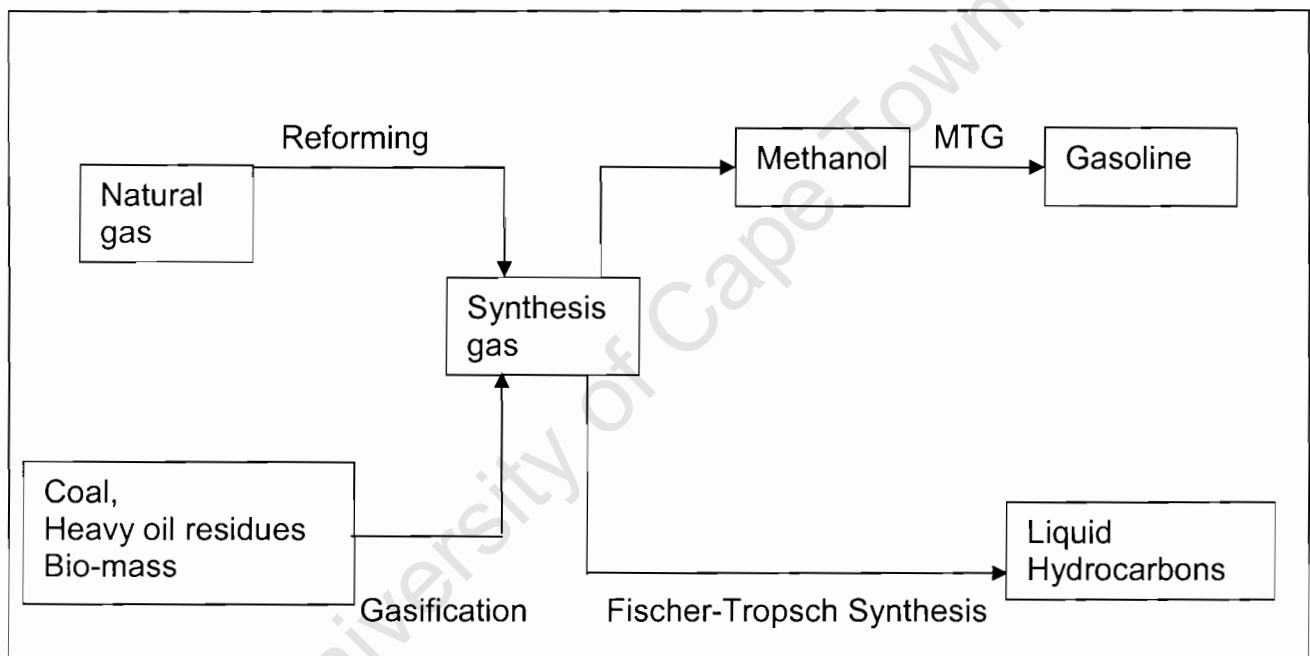 Reforming
Natural
gas
Methanol
MTG
Gasoline
Synthesis
gas
Coal,
Heavy oil residues
Bio-mass
Gasification
Fischer-Tropsch Synthesis
Liquid
Hydrocarbons
University of Cape Town